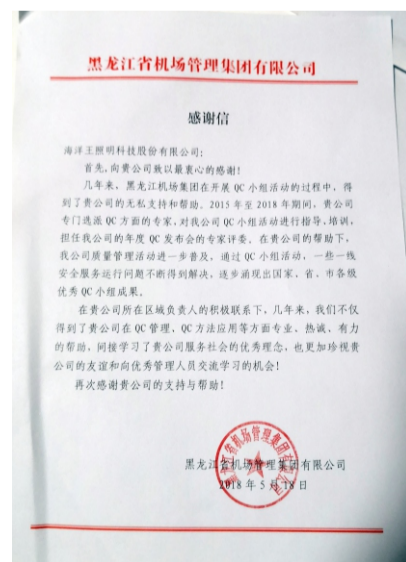 黑龙江省机场管理集团有限公司
感谢信
海洋王照明科技股份有限公司:
首先,向贵公司致以最衷心的感谢!
几年来,黑龙江机场集团在开展 QC 小组活动的过程中,得
到了贵公司的无私支持和帮助。2015 年至 2018 年期间,贵公司
专门选派 QC 方面的专家,对我公司 QC 小组活动进行指导、培训,
担任我公司的年度 QC 发布会的专家评委。在贵公司的帮助下,
我公司质量管理活动进一步普及,通过 QC 小组活动,一些一线
安全服务运行问题不断得到解决,逐步涌现出国家、省、市各级
优秀 QC 小组成果。
在贵公司所在区域负责人的积极联系下,几年来,我们不仅
得到了贵公司在 QC 管理、QC 方法应用等方面专业、热诚、有力
的帮助,间接学习了贵公司服务社会的优秀理念,也更加珍视贵
公司的友谊和向优秀管理人员交流学习的机会!
再次感谢贵公司的支持与帮助!
黑龙江省机场管理集团有限公司
2018 年 5 月 18 日